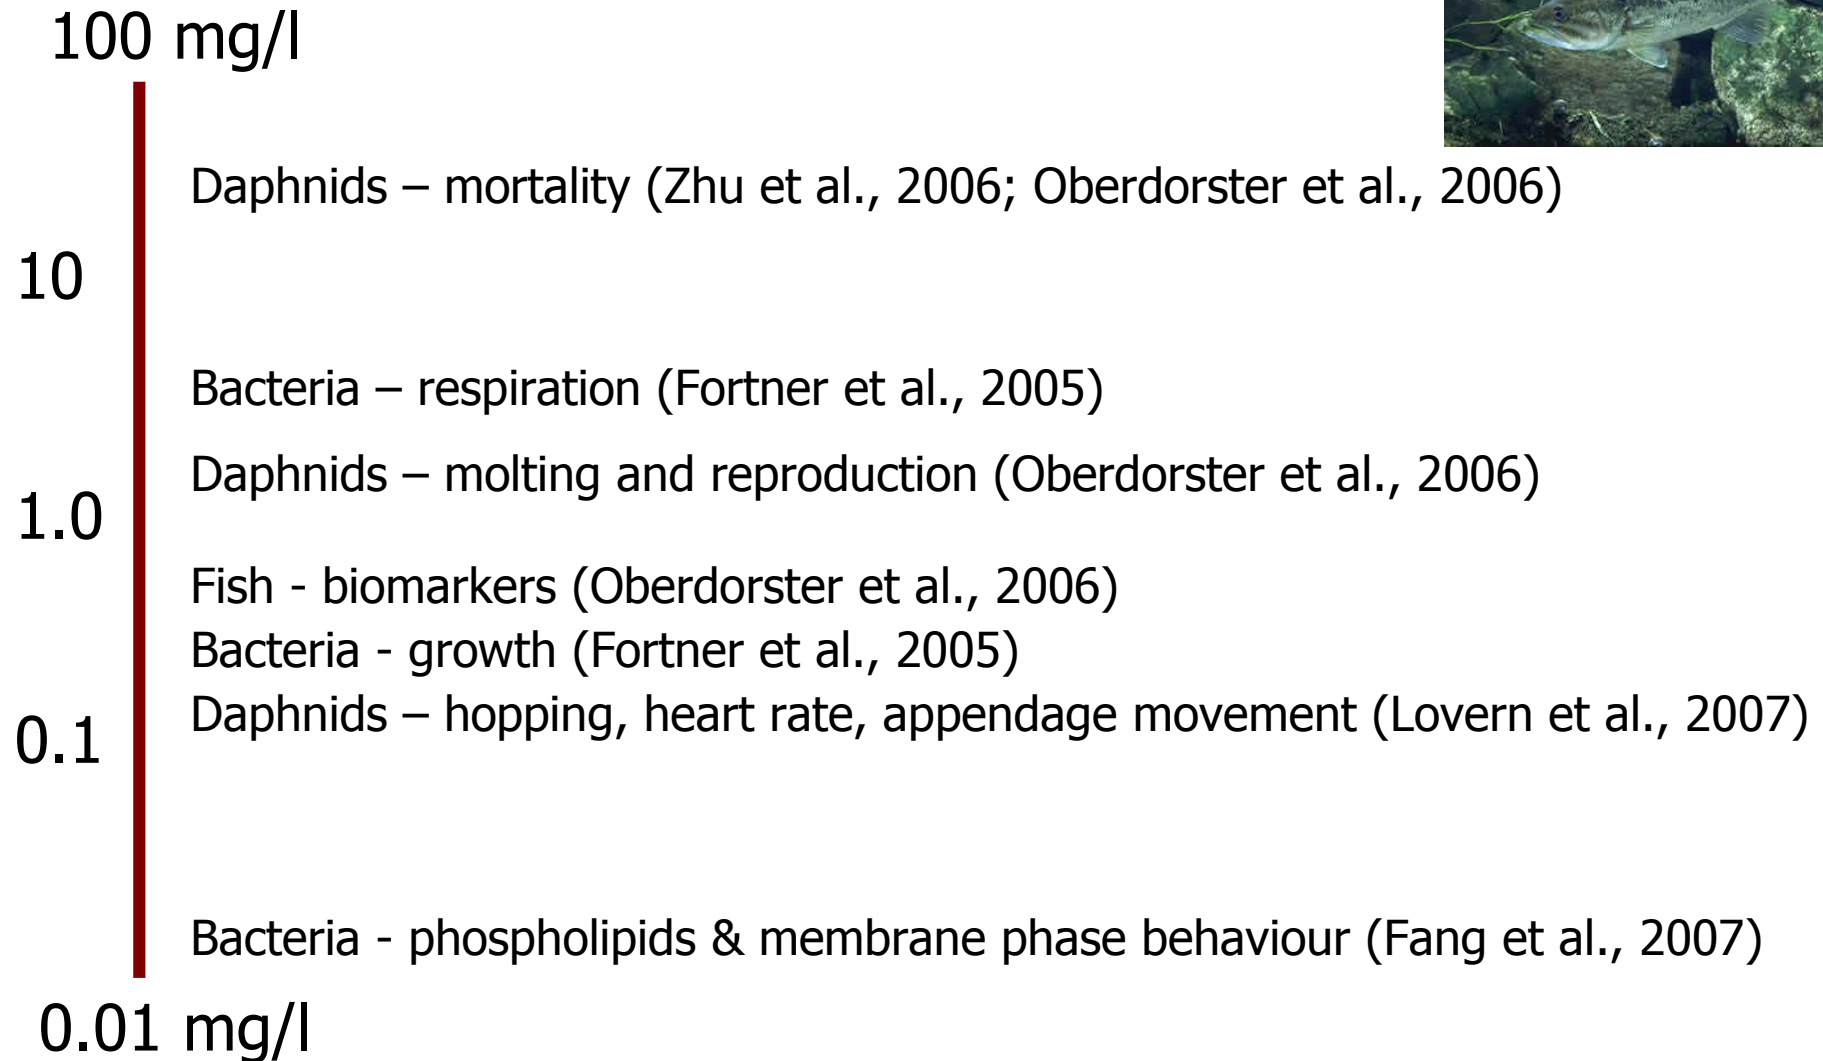 100 mg/l
Daphnids – mortality (Zhu et al., 2006; Oberdorster et al., 2006)
10
Bacteria – respiration (Fortner et al., 2005)
Daphnids – molting and reproduction (Oberdorster et al., 2006)
1.0
Fish - biomarkers (Oberdorster et al., 2006)
Bacteria - growth (Fortner et al., 2005)
Daphnids – hopping, heart rate, appendage movement (Lovern et al., 2007)
0.1
Bacteria - phospholipids & membrane phase behaviour (Fang et al., 2007)
0.01 mg/l